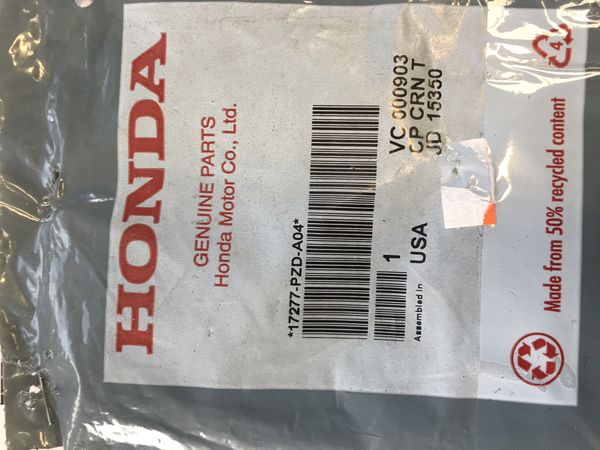 HONDA
GENUINE PARTS
Honda Motor Co., Ltd.
*17277-PZD-A04*
1
Assembled In USA
VC 000903
CP CRN T
JD 15350
4
Made from 50% recycled content